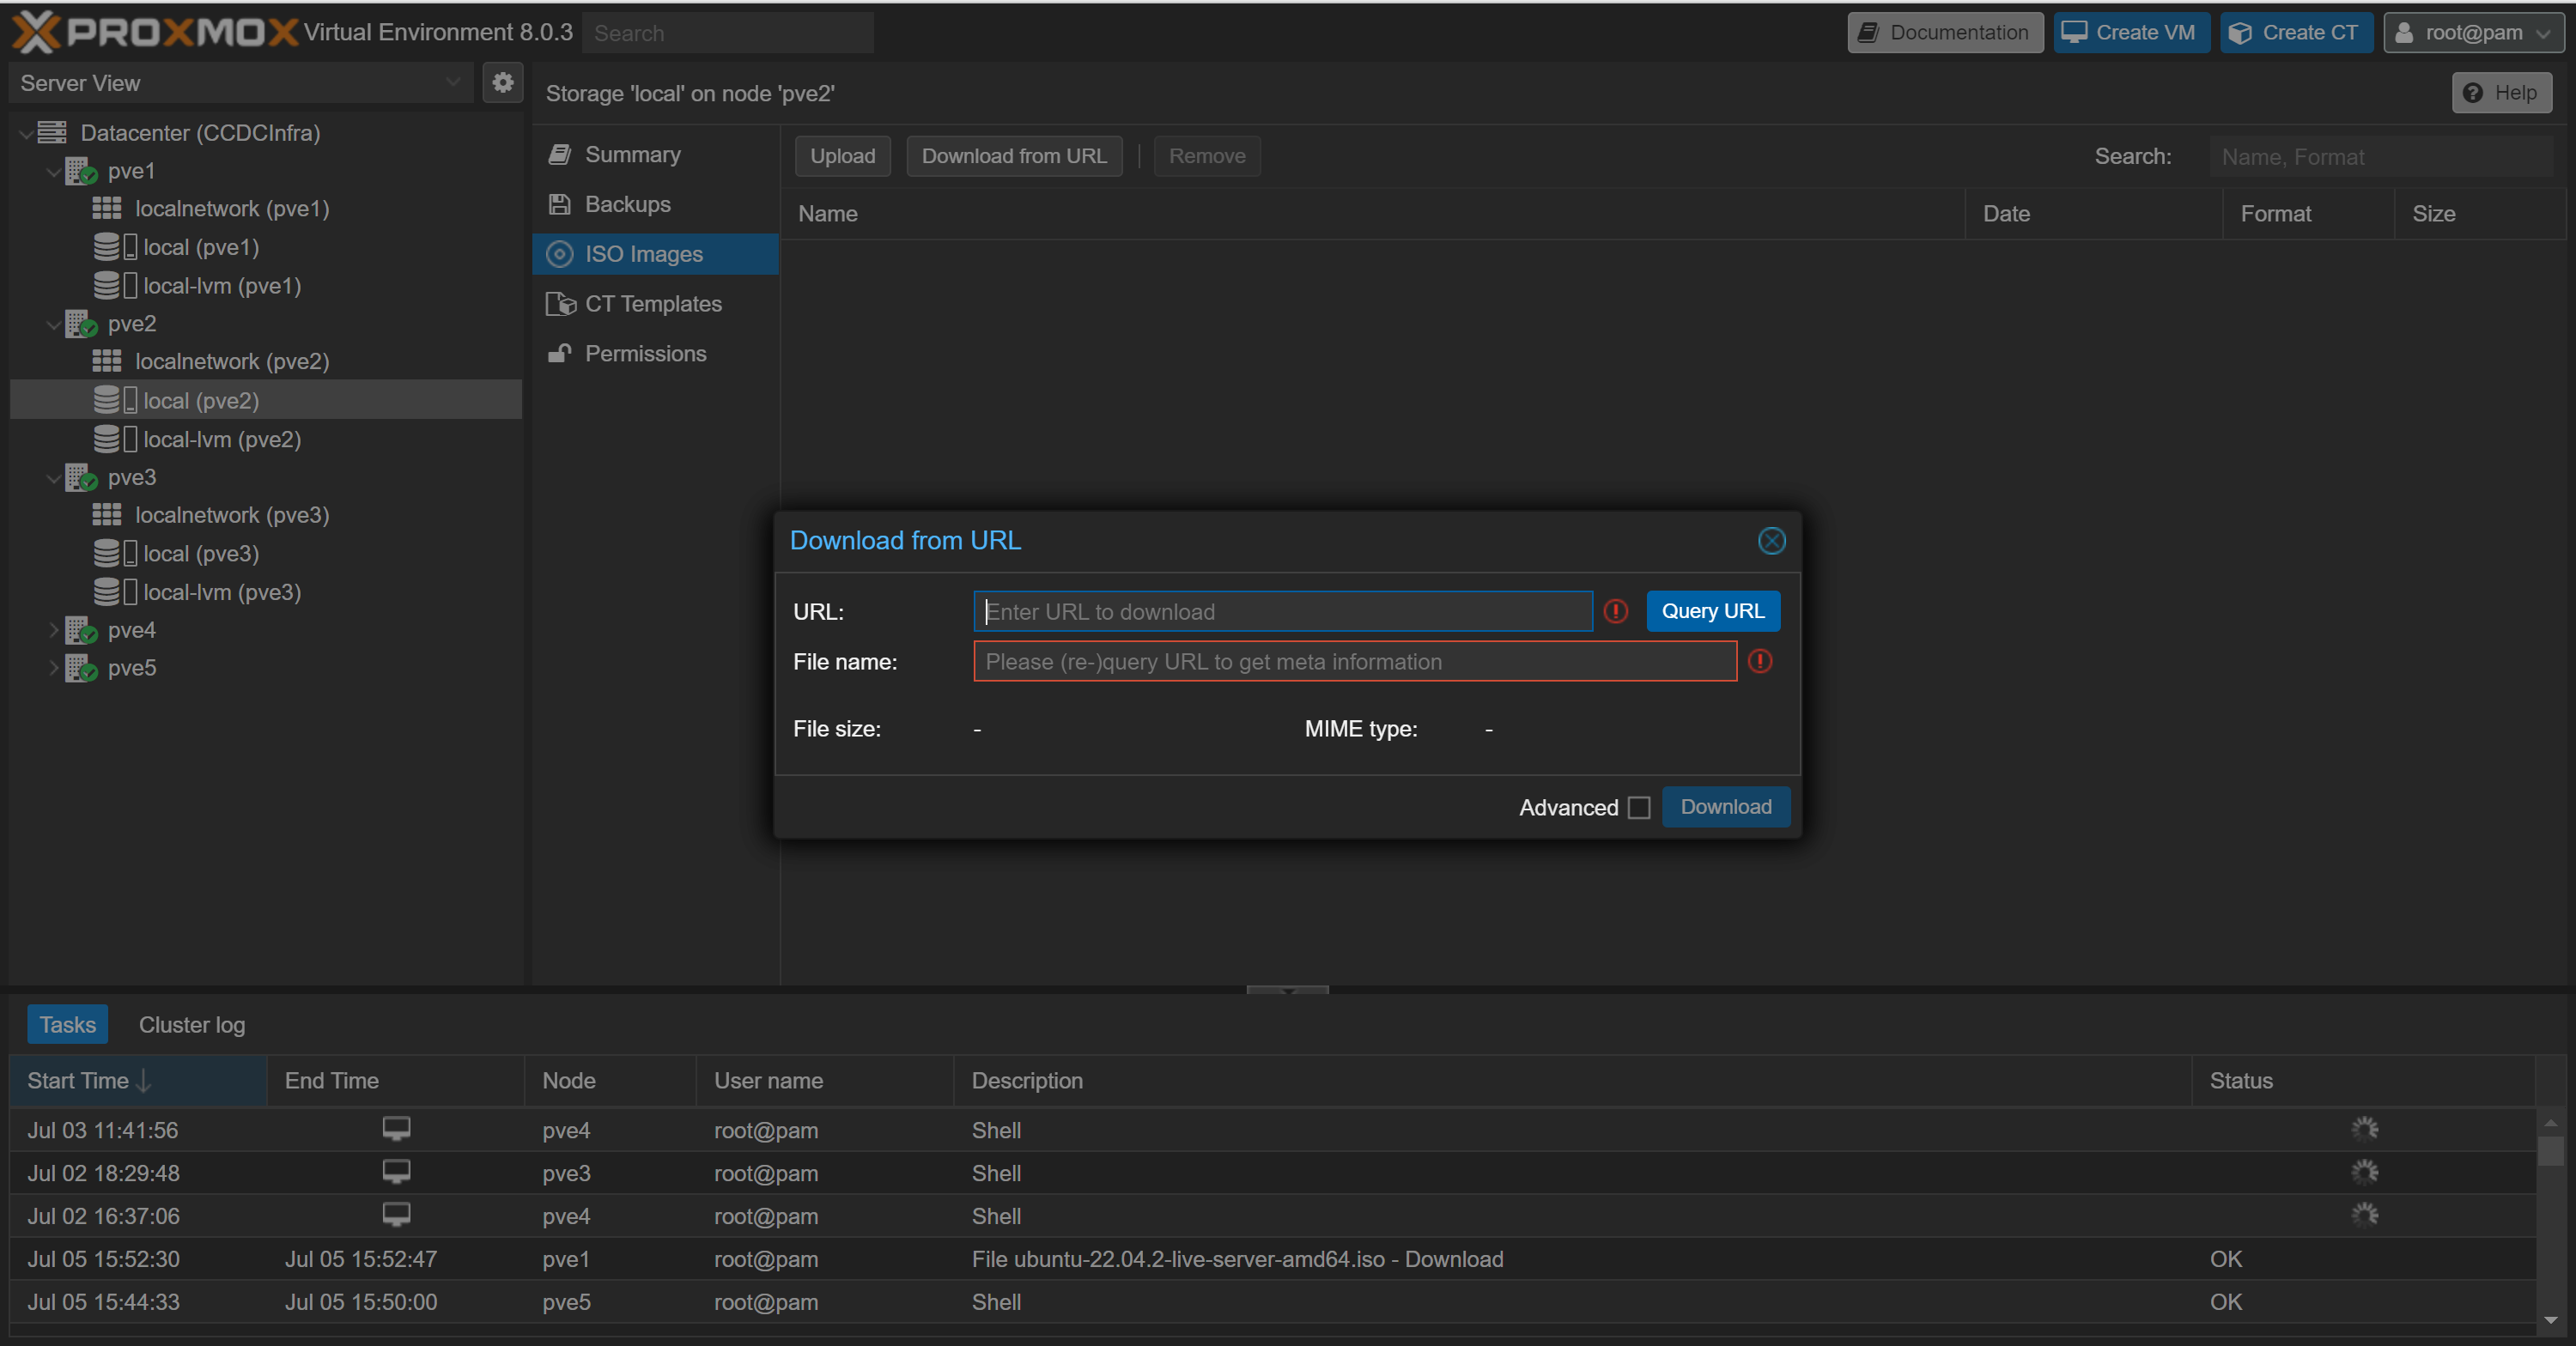 PROXMOX Virtual Environment 8.0.3 Search Documentation Create VM Create CT root@pam
Server View
Datacenter (CCDCInfra)
pve1
localnetwork (pve1)
local (pve1)
local-lvm (pve1)
pve2
localnetwork (pve2)
local (pve2)
local-lvm (pve2)
pve3
localnetwork (pve3)
local (pve3)
local-lvm (pve3)
pve4
pve5
Storage 'local' on node 'pve2' Help
Summary
Backups
ISO Images
CT Templates
Permissions
Upload Download from URL Remove Search: Name, Format
Name Date Format Size
Download from URL
URL: Enter URL to download Query URL
File name: Please (re-)query URL to get meta information
File size: - MIME type: -
Advanced Download
Tasks Cluster log
Start Time End Time Node User name Description Status
Jul 03 11:41:56 pve4 root@pam Shell
Jul 02 18:29:48 pve3 root@pam Shell
Jul 02 16:37:06 pve4 root@pam Shell
Jul 05 15:52:30 Jul 05 15:52:47 pve1 root@pam File ubuntu-22.04.2-live-server-amd64.iso - Download OK
Jul 05 15:44:33 Jul 05 15:50:00 pve5 root@pam Shell OK